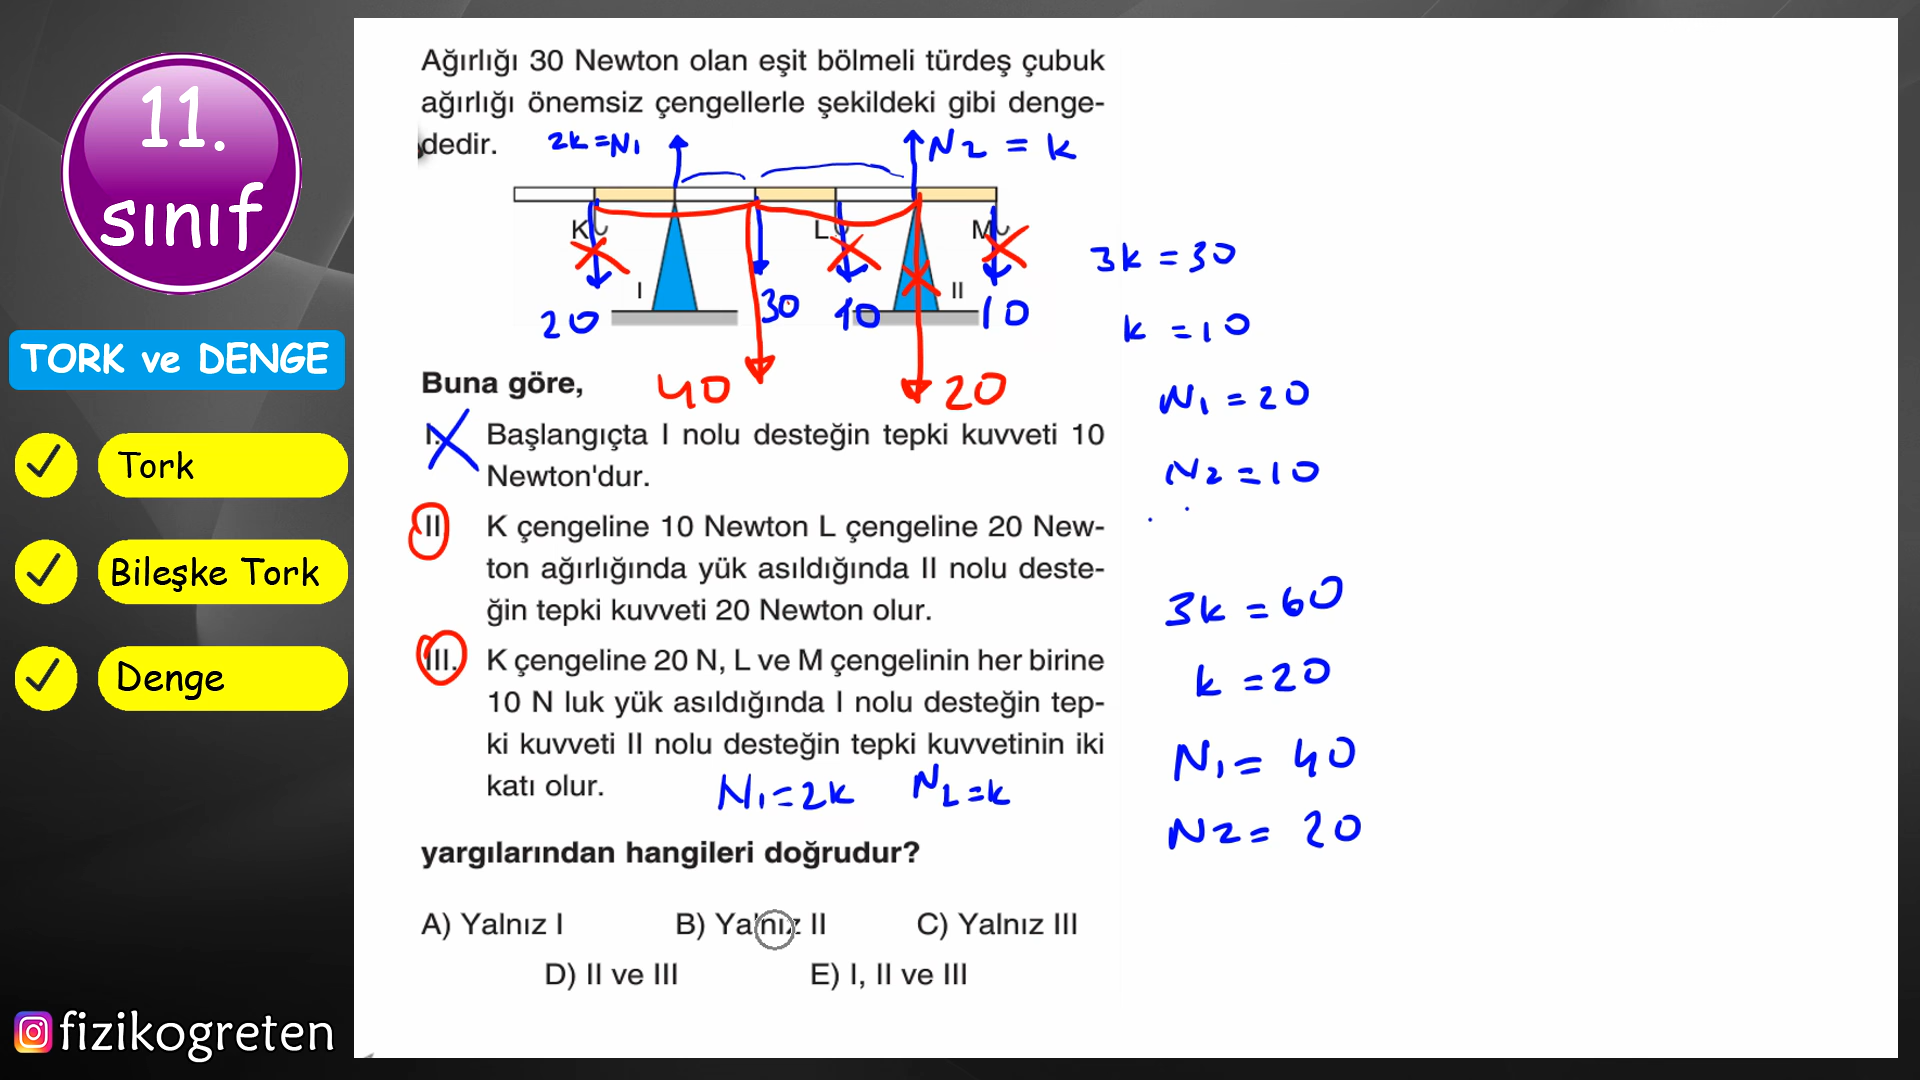 11.
sınıf
TORK ve DENGE
Tork
Bileşke Tork
Denge
fizikogreten
Ağırlığı 30 Newton olan eşit bölmeli türdeş çubuk
ağırlığı önemsiz çengellerle şekildeki gibi denge-
dedir.
2k = N1
N2 = k
K
L
M
I
II
20
30
10
10
40
20
Buna göre,
I. Başlangıçta I nolu desteğin tepki kuvveti 10
Newton'dur.
II K çengeline 10 Newton L çengeline 20 New-
ton ağırlığında yük asıldığında II nolu deste-
ğin tepki kuvveti 20 Newton olur.
III. K çengeline 20 N, L ve M çengelinin her birine
10 N luk yük asıldığında I nolu desteğin tep-
ki kuvveti II nolu desteğin tepki kuvvetinin iki
katı olur.
N1 = 2k N2 = k
yargılarından hangileri doğrudur?
A) Yalnız I B) Yalnız II C) Yalnız III
D) II ve III E) I, II ve III
3k = 30
k = 10
N1 = 20
N2 = 10
3k = 60
k = 20
N1 = 40
N2 = 20